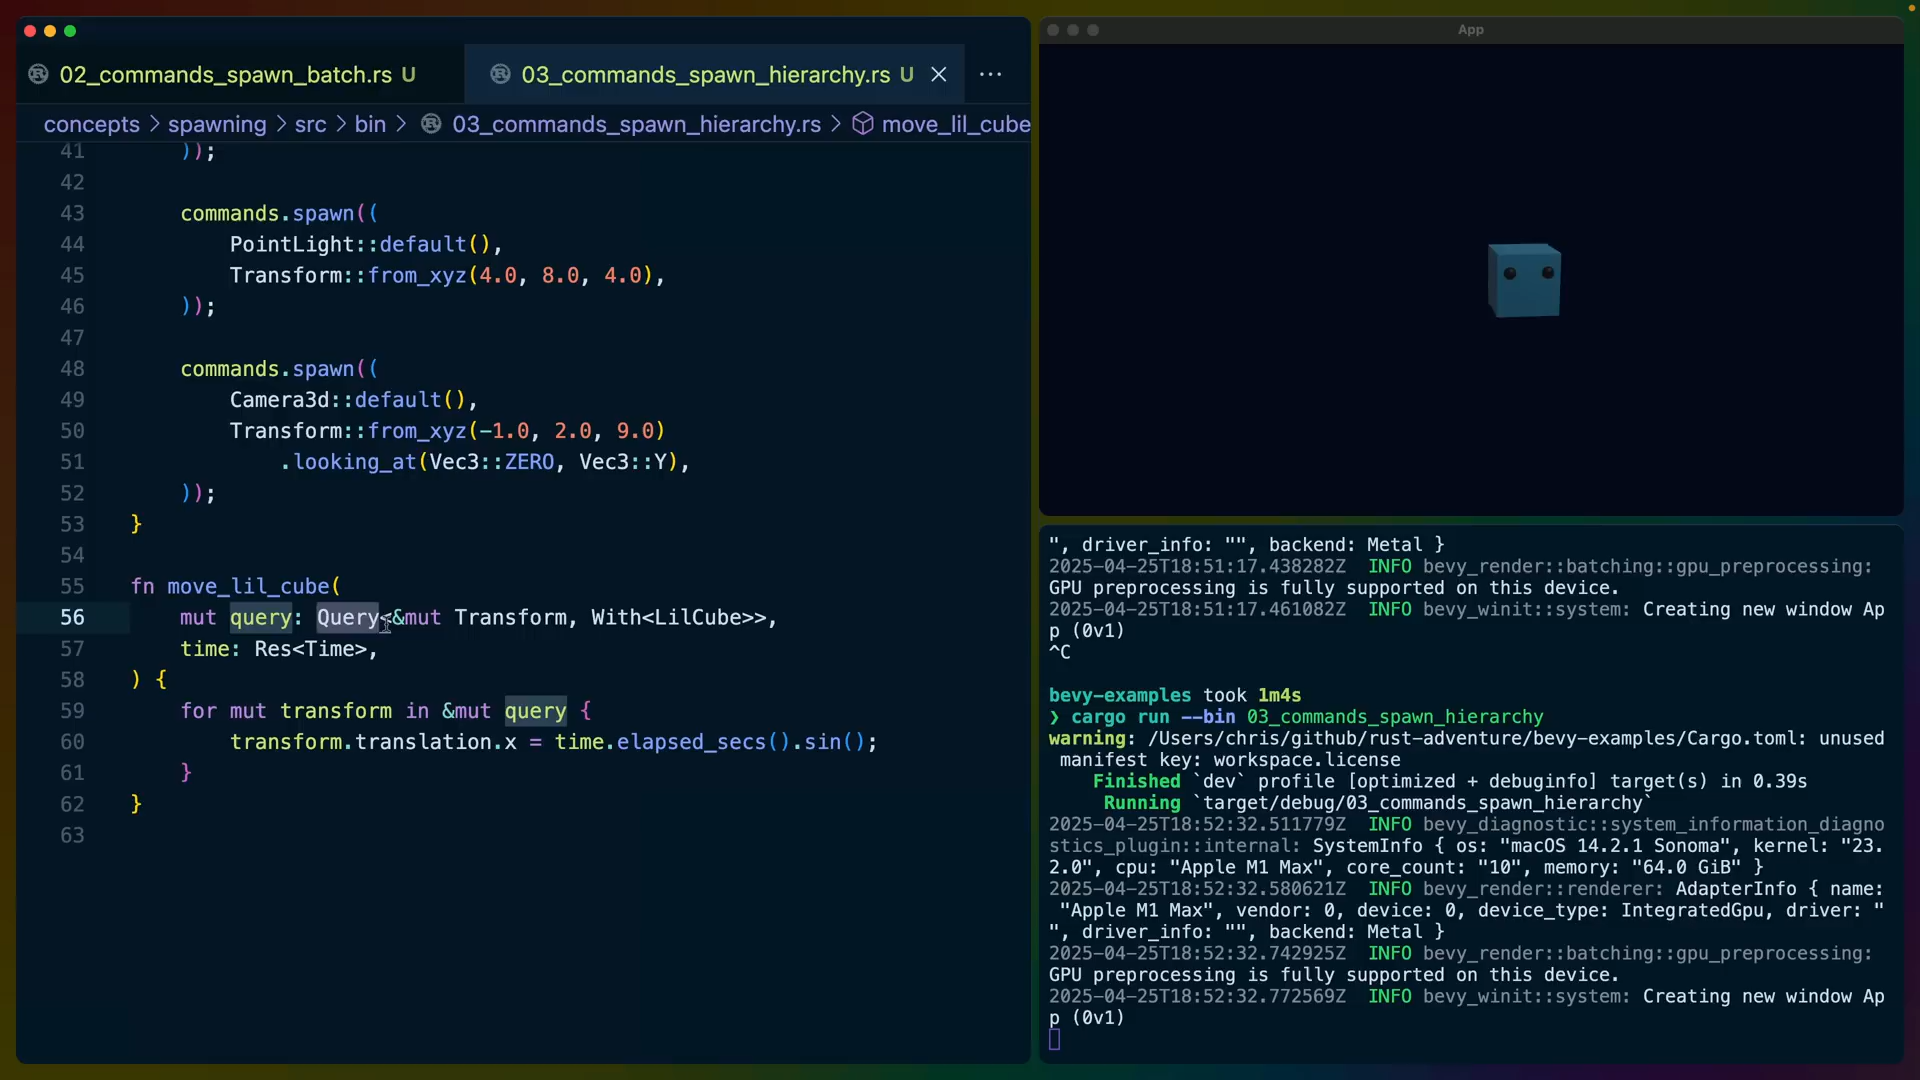 02_commands_spawn_batch.rs U
03_commands_spawn_hierarchy.rs U
concepts > spawning > src > bin > 03_commands_spawn_hierarchy.rs > move_lil_cube
41 ));
42
43 commands.spawn((
44 PointLight::default(),
45 Transform::from_xyz(4.0, 8.0, 4.0),
46 ));
47
48 commands.spawn((
49 Camera3d::default(),
50 Transform::from_xyz(-1.0, 2.0, 9.0)
51 .looking_at(Vec3::ZERO, Vec3::Y),
52 ));
53 }
54
55 fn move_lil_cube(
56 mut query: Query<&mut Transform, With<LilCube>>,
57 time: Res<Time>,
58 ) {
59 for mut transform in &mut query {
60 transform.translation.x = time.elapsed_secs().sin();
61 }
62 }
63
App
", driver_info: "", backend: Metal }
2025-04-25T18:51:17.438282Z INFO bevy_render::batching::gpu_preprocessing:
GPU preprocessing is fully supported on this device.
2025-04-25T18:51:17.461082Z INFO bevy_winit::system: Creating new window Ap
p (0v1)
^C
bevy-examples took 1m4s
❯ cargo run --bin 03_commands_spawn_hierarchy
warning: /Users/chris/github/rust-adventure/bevy-examples/Cargo.toml: unused
manifest key: workspace.license
Finished `dev` profile [optimized + debuginfo] target(s) in 0.39s
Running `target/debug/03_commands_spawn_hierarchy`
2025-04-25T18:52:32.511779Z INFO bevy_diagnostic::system_information_diagno
stics_plugin::internal: SystemInfo { os: "macOS 14.2.1 Sonoma", kernel: "23.
2.0", cpu: "Apple M1 Max", core_count: "10", memory: "64.0 GiB" }
2025-04-25T18:52:32.580621Z INFO bevy_render::renderer: AdapterInfo { name:
"Apple M1 Max", vendor: 0, device: 0, device_type: IntegratedGpu, driver: "
", driver_info: "", backend: Metal }
2025-04-25T18:52:32.742925Z INFO bevy_render::batching::gpu_preprocessing:
GPU preprocessing is fully supported on this device.
2025-04-25T18:52:32.772569Z INFO bevy_winit::system: Creating new window Ap
p (0v1)